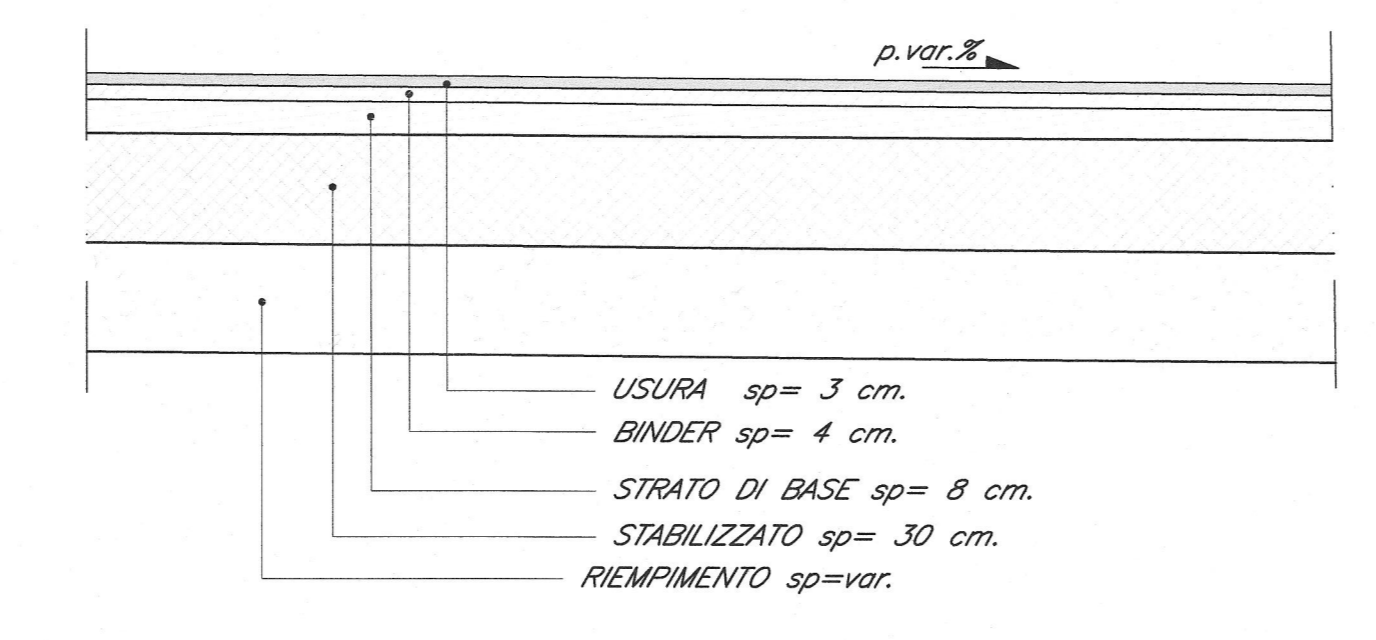 p.var.%
USURA sp= 3 cm.
BINDER sp= 4 cm.
STRATO DI BASE sp= 8 cm.
STABILIZZATO sp= 30 cm.
RIEMPIMENTO sp=var.